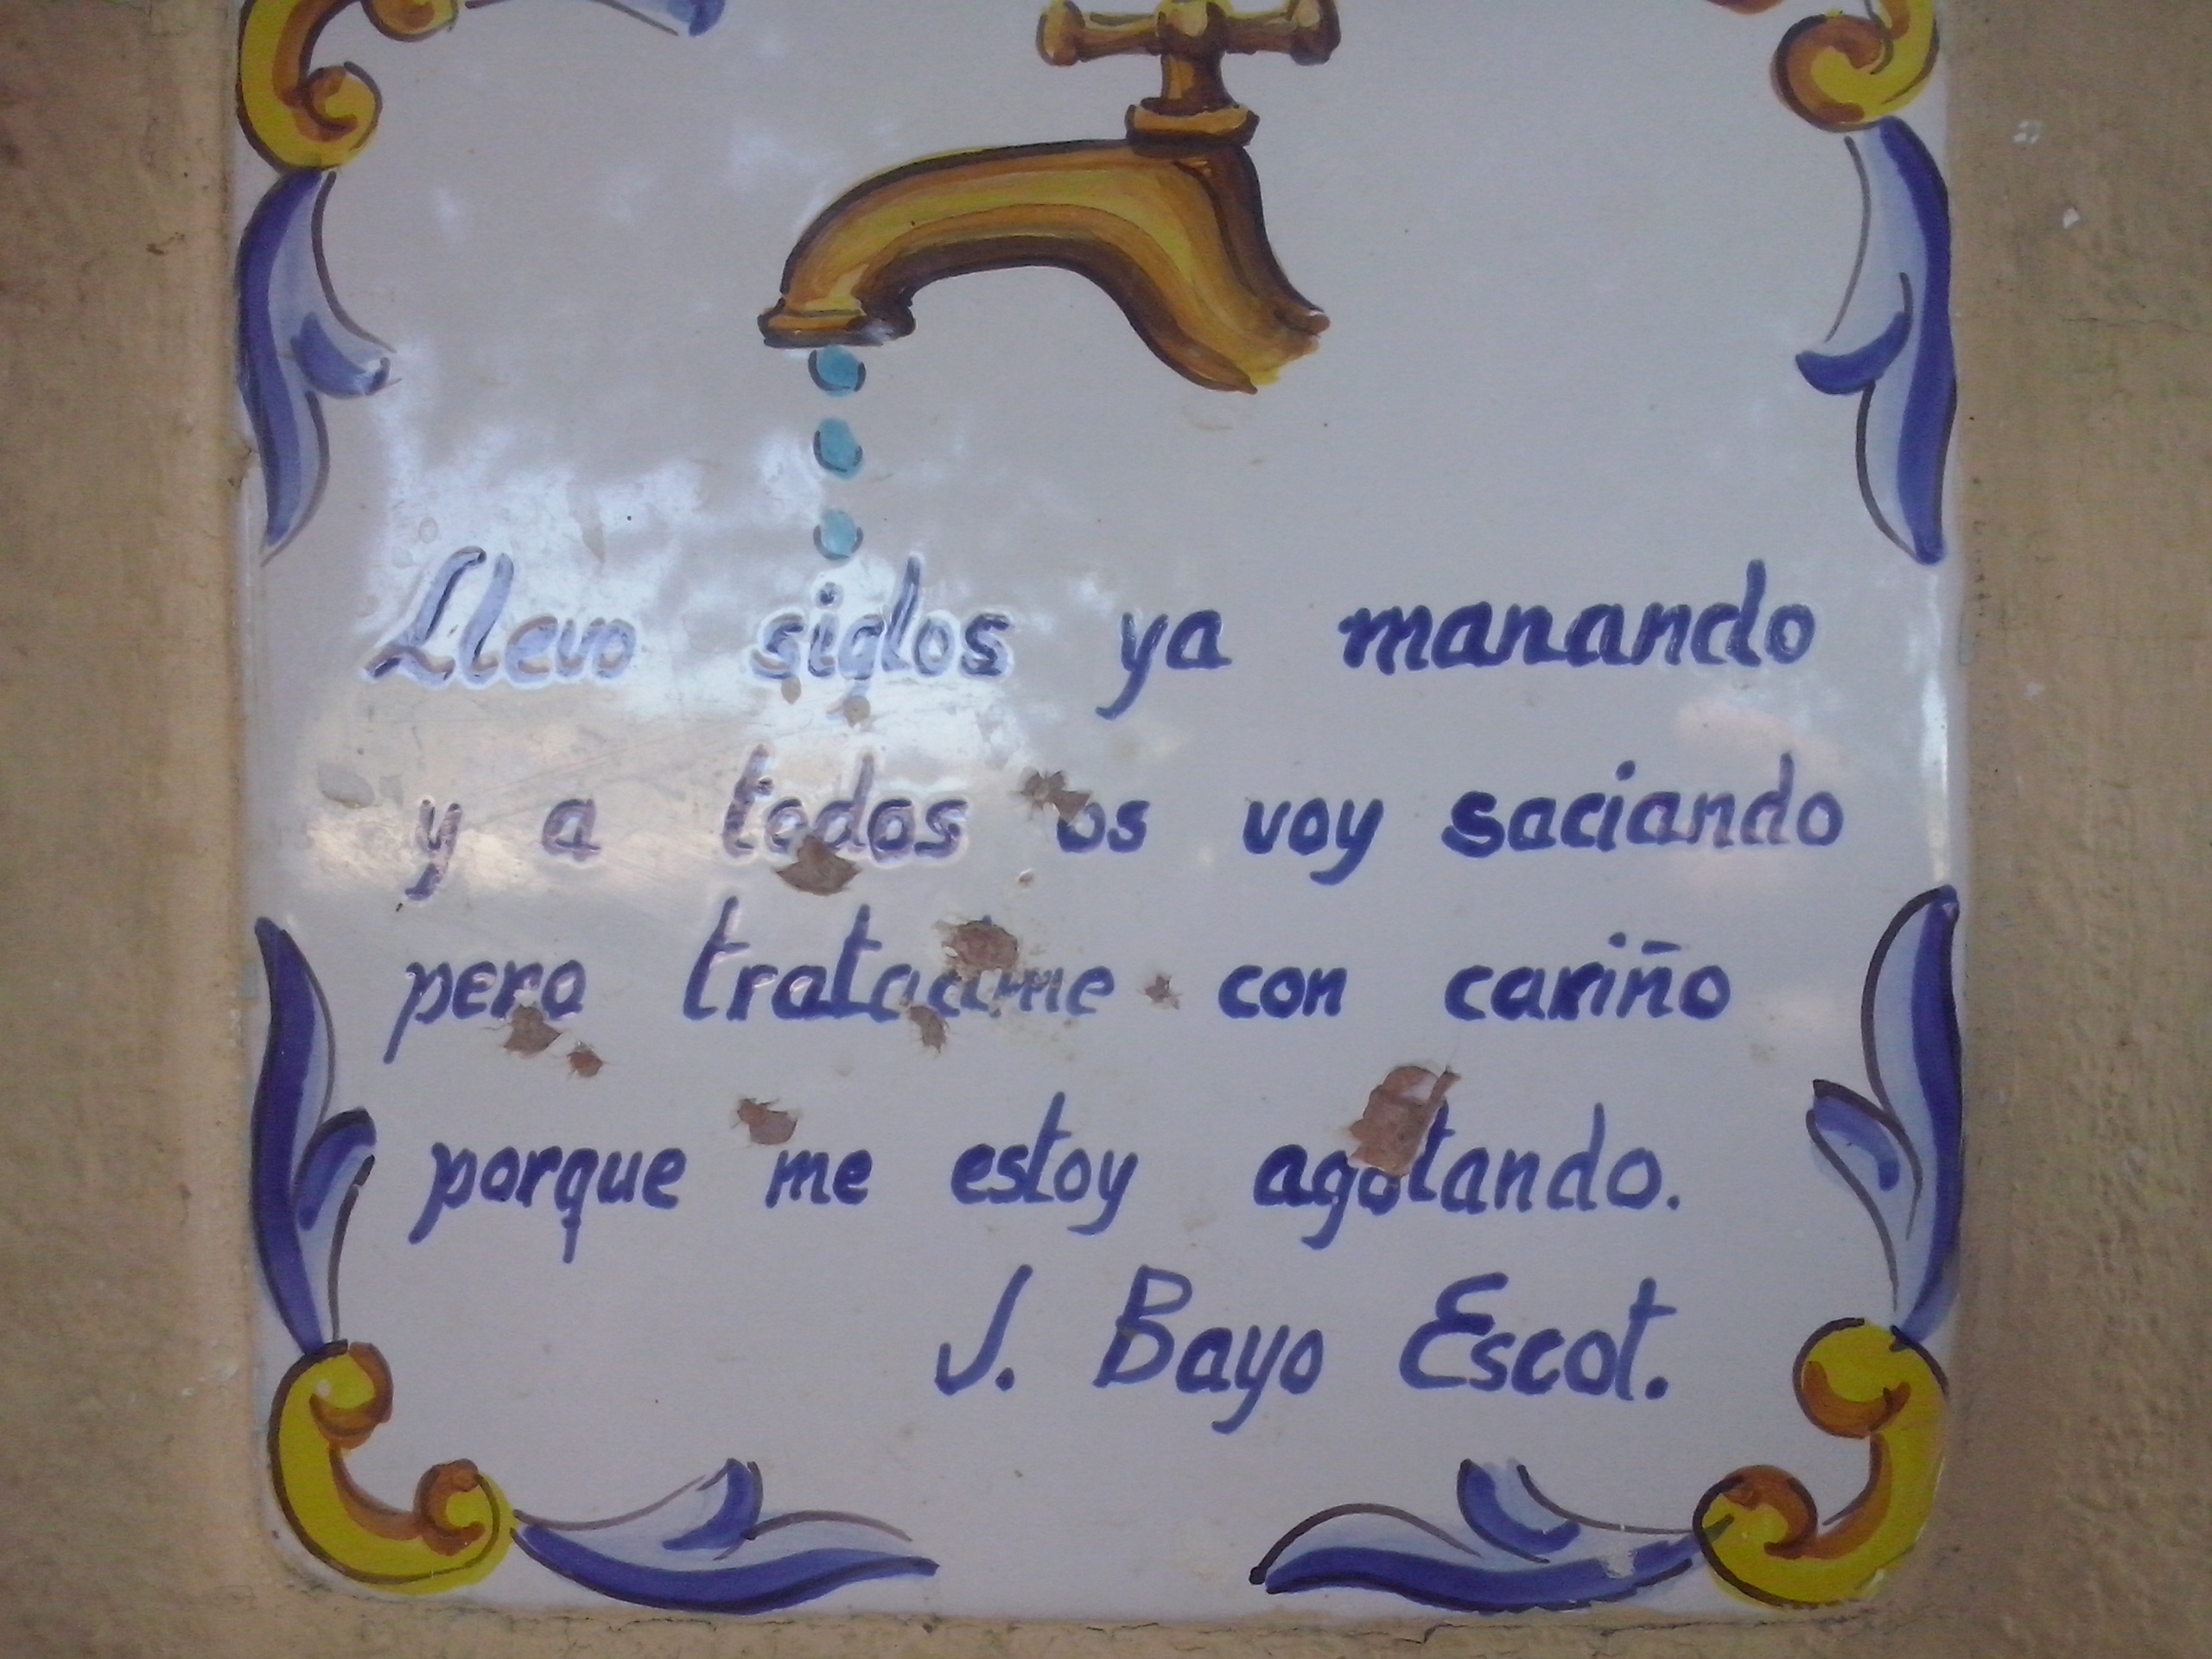 Llevo siglos ya manando
y a todos os voy saciando
pero tratadme con cariño
porque me estoy agotando.
J. Bayo Escot.